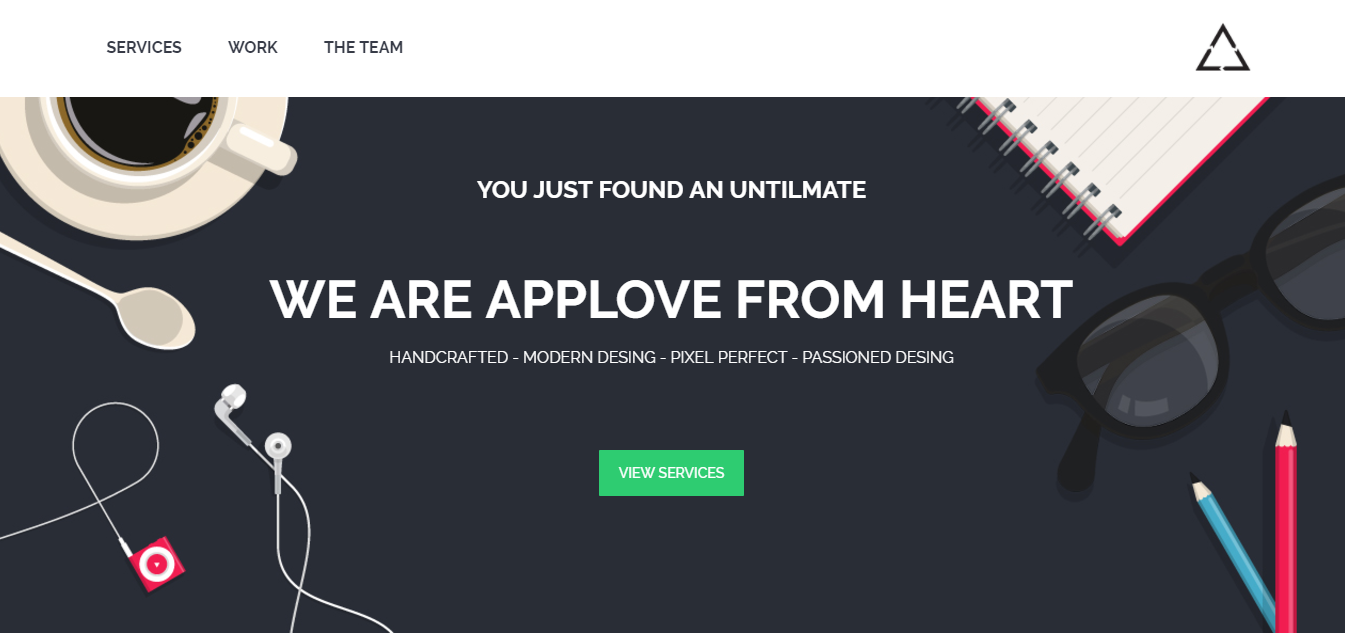 SERVICES WORK THE TEAM
YOU JUST FOUND AN UNTILMATE
WE ARE APPLOVE FROM HEART
HANDCRAFTED - MODERN DESING - PIXEL PERFECT - PASSIONED DESING
VIEW SERVICES